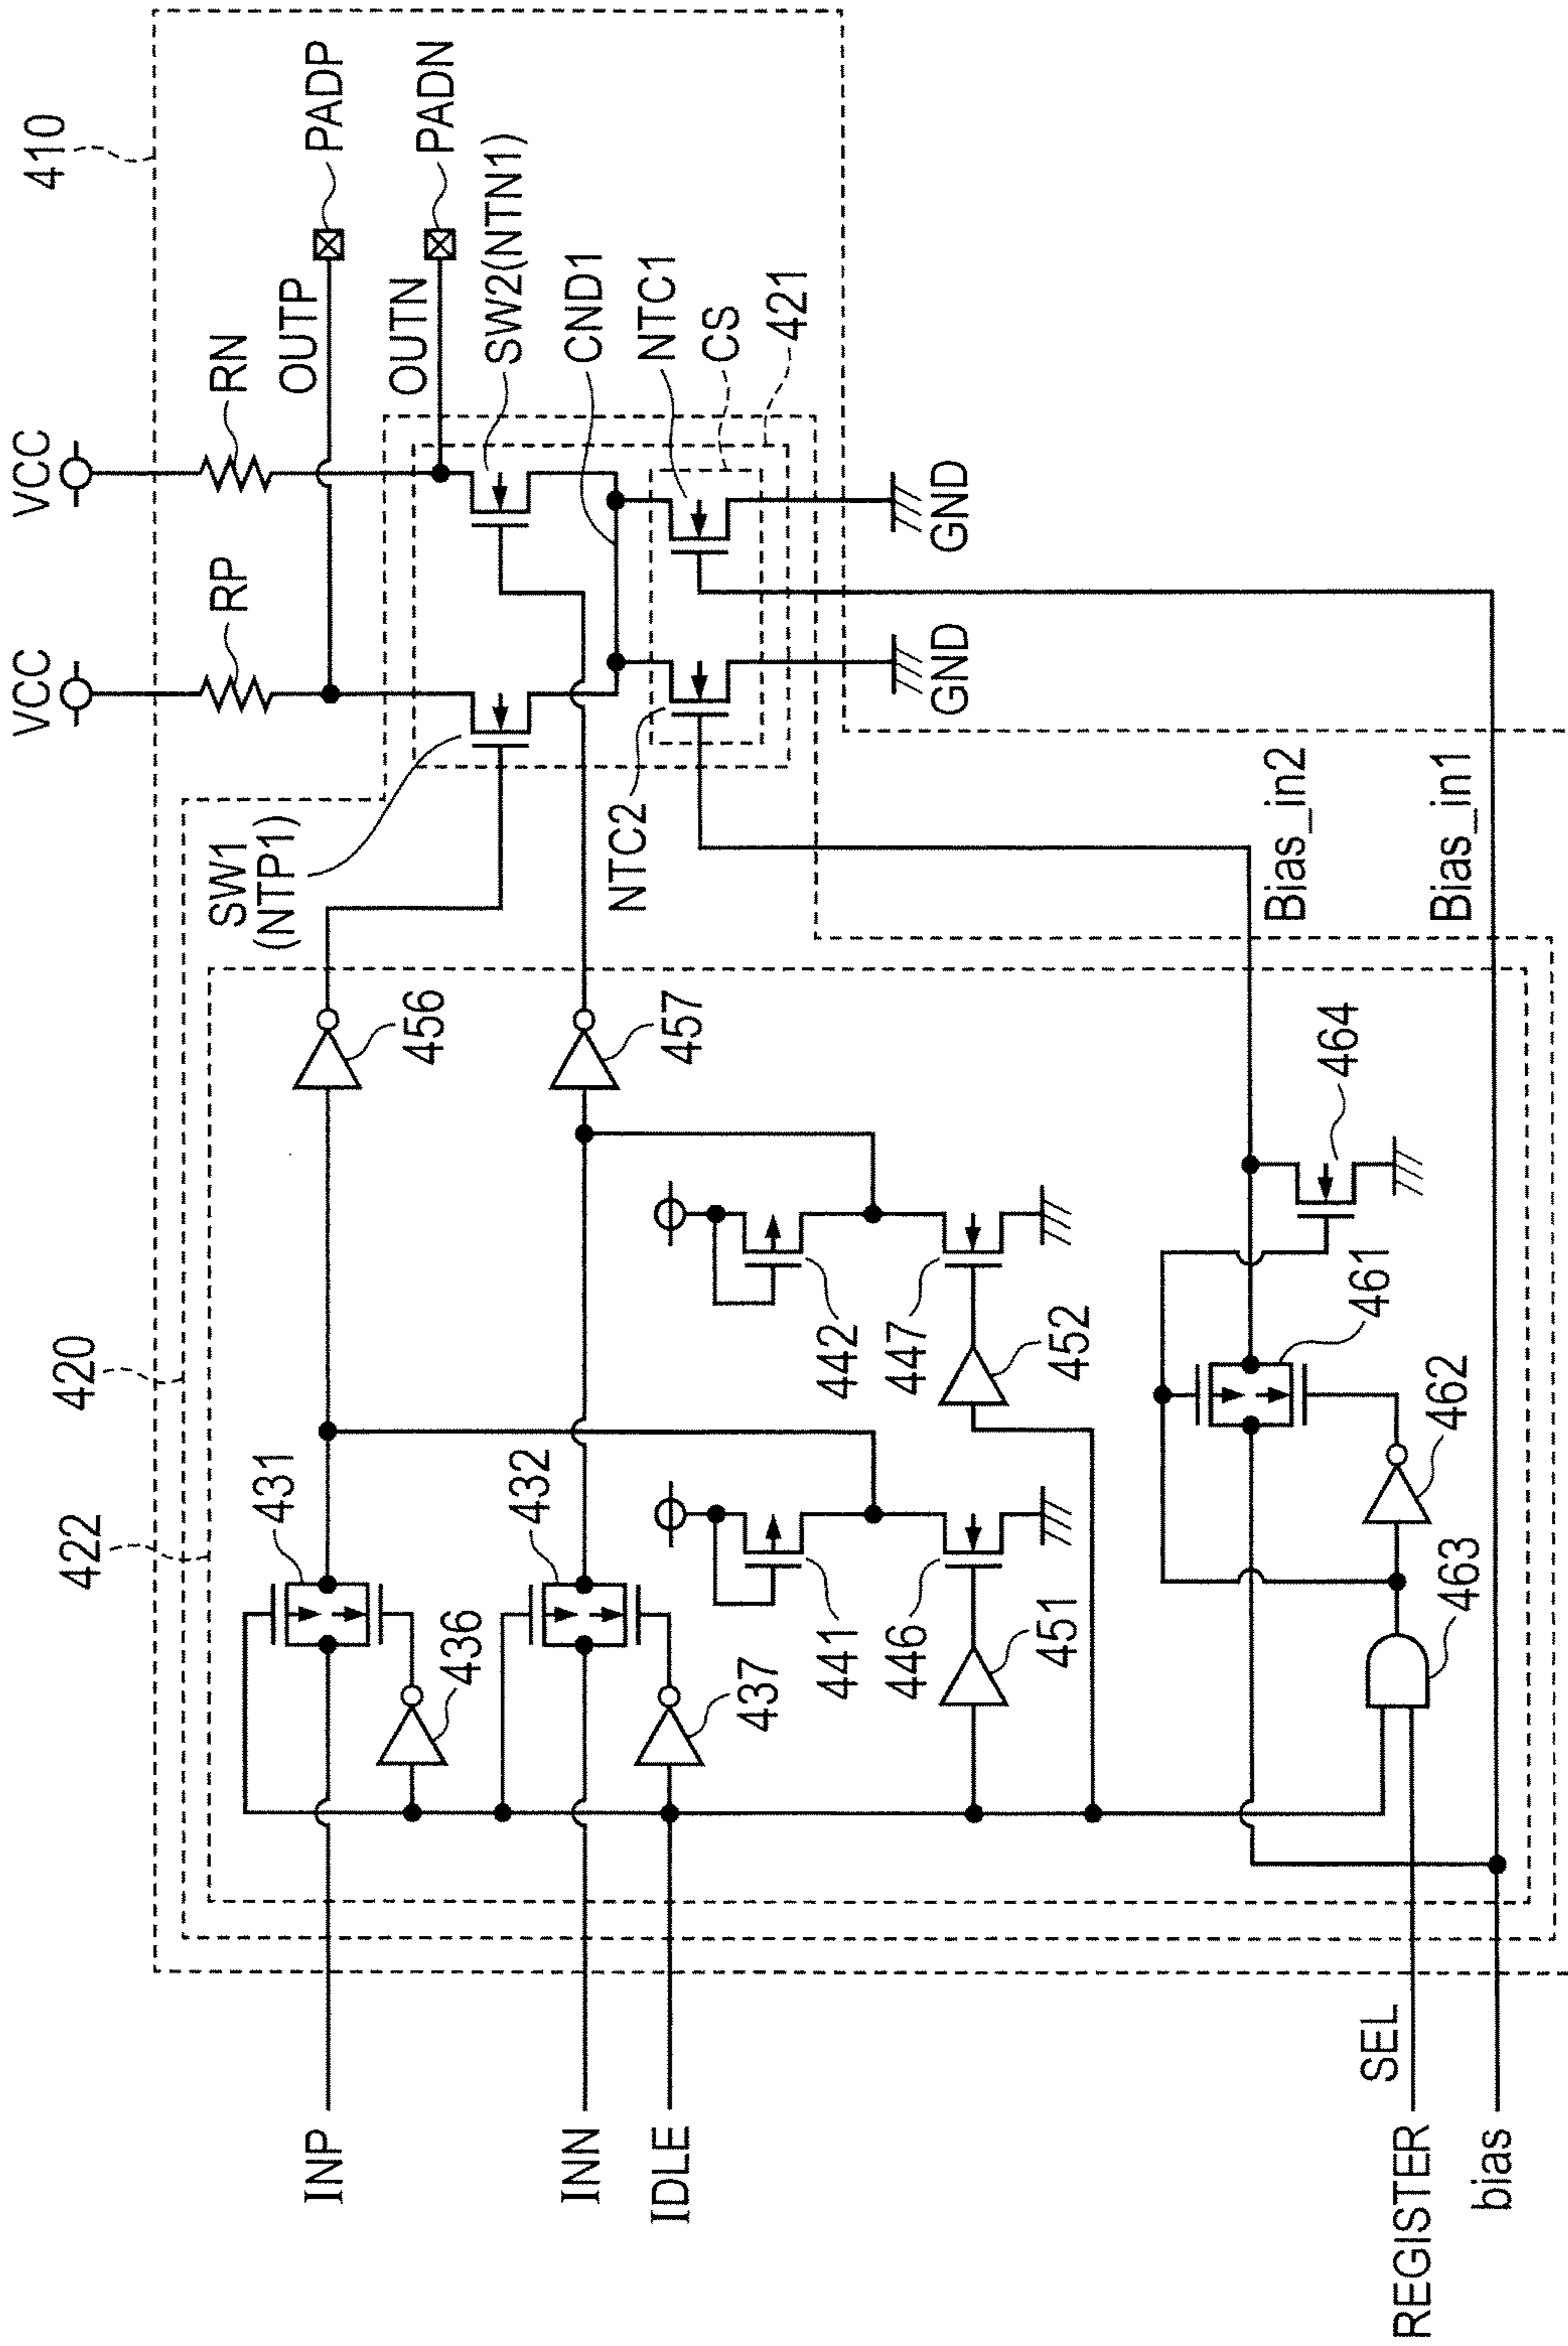 VCC
VCC
410
RP
RN
OUTP
PADP
OUTN
PADN
SW1
(NTP1)
SW2(NTN1)
CND1
NTC1
CS
421
NTC2
GND
GND
420
422
431
432
436
437
456
457
441
442
446
447
451
452
461
462
463
464
Bias_in2
Bias_in1
INP
INN
IDLE
SEL
REGISTER
bias